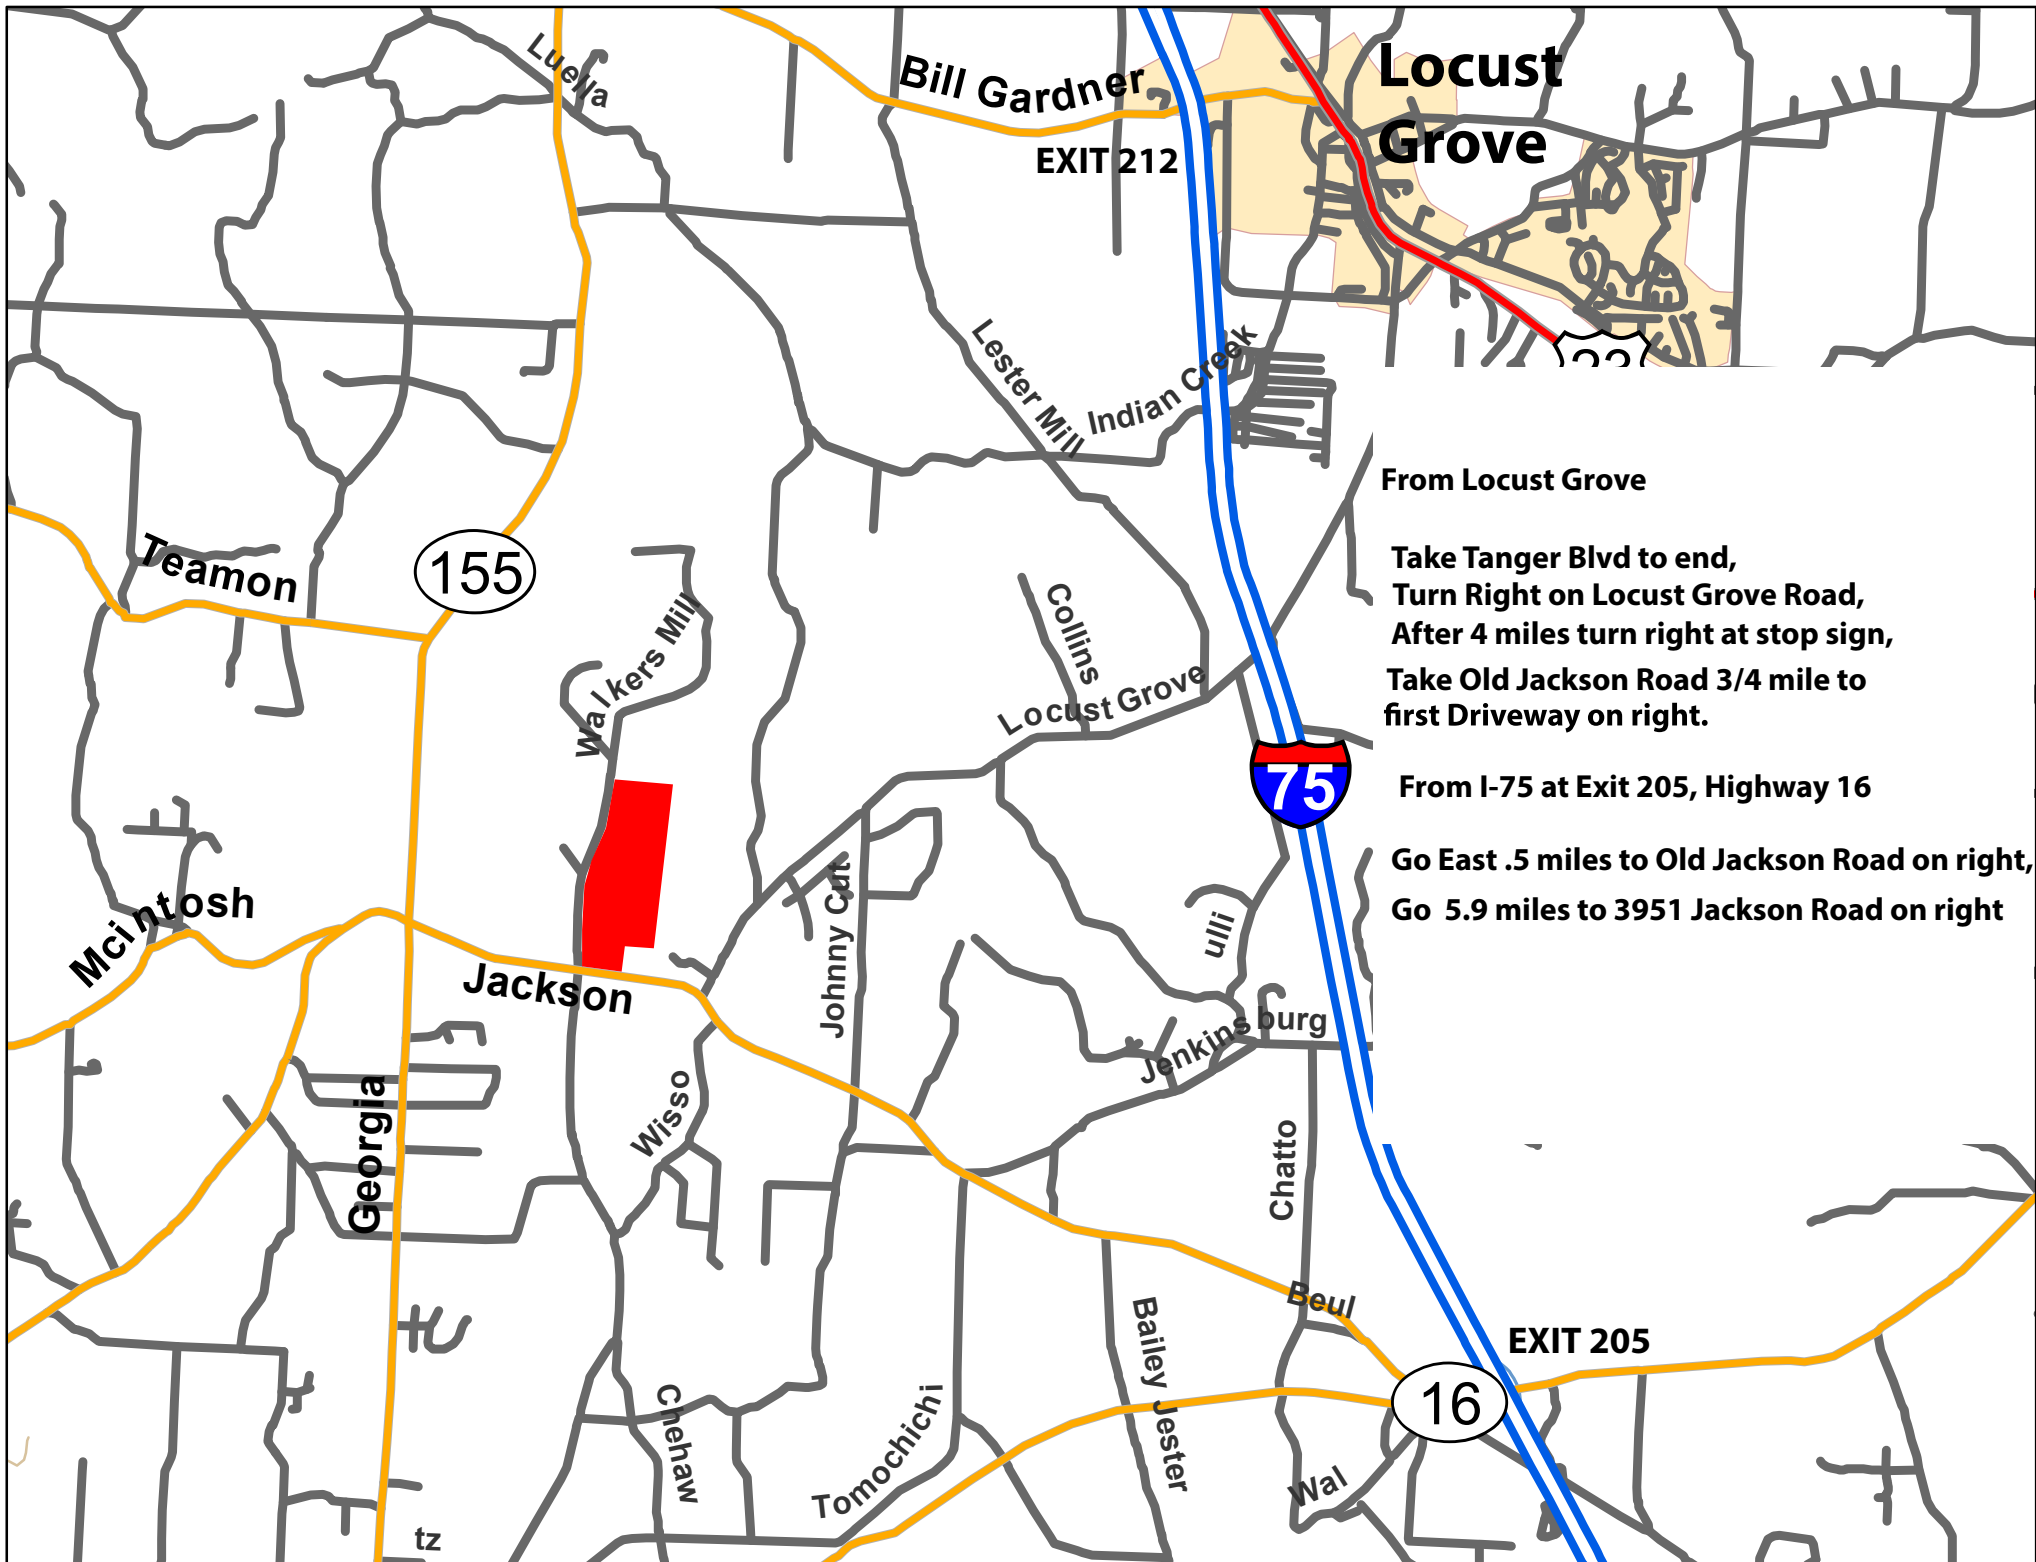 Luella
Bill Gardner
Locust
Grove
EXIT 212
Lester Mill
Indian Creek
From Locust Grove
Take Tanger Blvd to end,
Turn Right on Locust Grove Road,
After 4 miles turn right at stop sign,
Take Old Jackson Road 3/4 mile to
first Driveway on right.
From I-75 at Exit 205, Highway 16
Go East .5 miles to Old Jackson Road on right,
Go 5.9 miles to 3951 Jackson Road on right
Teamon
155
Walkers Mill
Collins
Locust Grove
75
Mcintosh
Jackson
Johnny Cut
ulli
Jenkinsburg
Georgia
Wisso
Chatto
Beul
EXIT 205
Bailey Jester
16
Chehaw
Tomochichi
Wal
tz